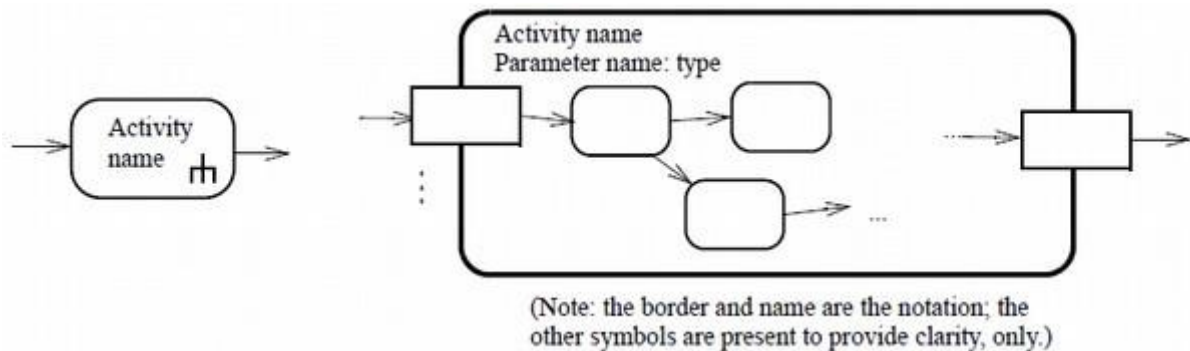 Activity name
Parameter name: type
Activity
name
...
...
(Note: the border and name are the notation; the
other symbols are present to provide clarity, only.)